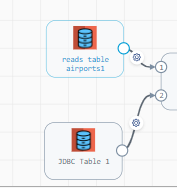 reads table
airports1
1
2
JDBC Table 1